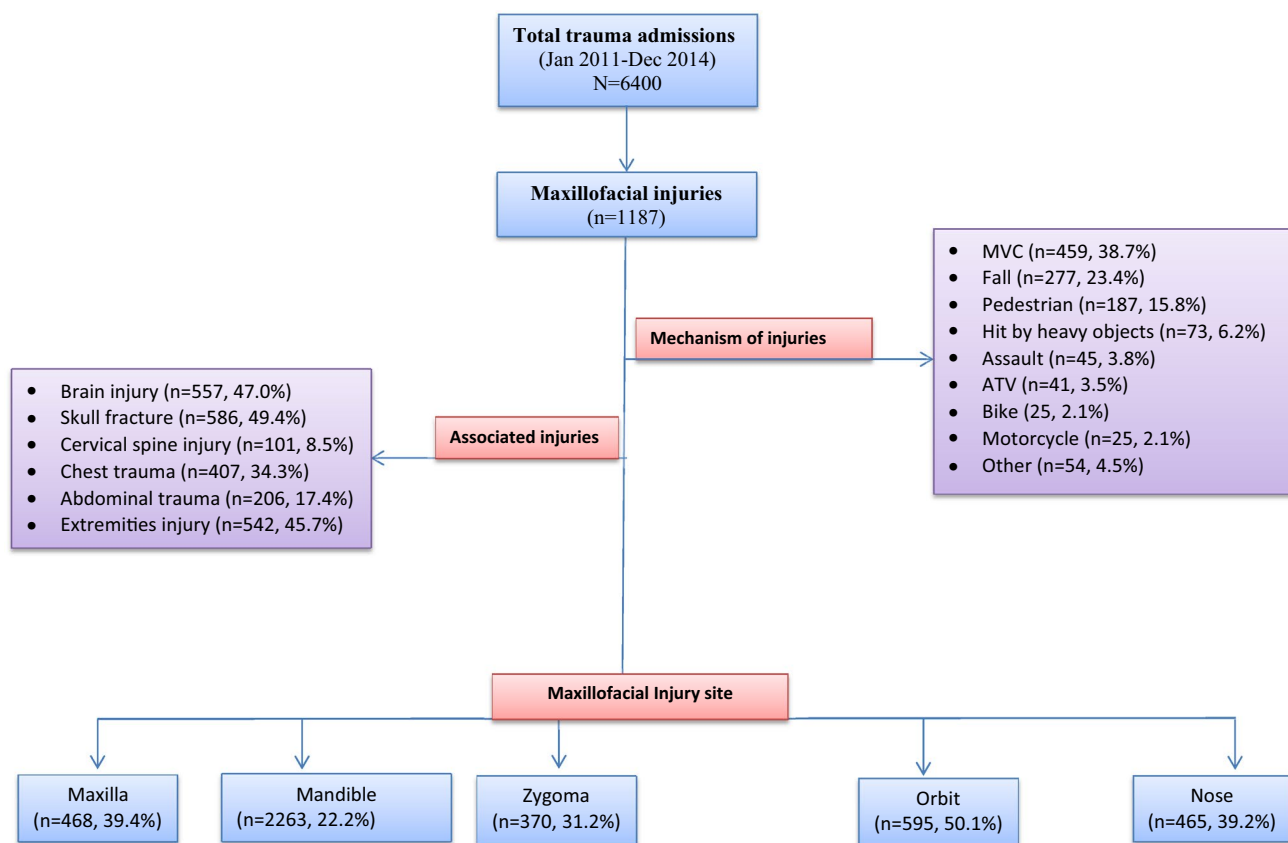 Total trauma admissions
(Jan 2011-Dec 2014)
N=6400
Maxillofacial injuries
(n=1187)
• MVC (n=459, 38.7%)
• Fall (n=277, 23.4%)
• Pedestrian (n=187, 15.8%)
• Hit by heavy objects (n=73, 6.2%)
• Assault (n=45, 3.8%)
• ATV (n=41, 3.5%)
• Bike (25, 2.1%)
• Motorcycle (n=25, 2.1%)
• Other (n=54, 4.5%)
Mechanism of injuries
• Brain injury (n=557, 47.0%)
• Skull fracture (n=586, 49.4%)
• Cervical spine injury (n=101, 8.5%)
• Chest trauma (n=407, 34.3%)
• Abdominal trauma (n=206, 17.4%)
• Extremities injury (n=542, 45.7%)
Associated injuries
Maxillofacial Injury site
Maxilla
(n=468, 39.4%)
Mandible
(n=2263, 22.2%)
Zygoma
(n=370, 31.2%)
Orbit
(n=595, 50.1%)
Nose
(n=465, 39.2%)